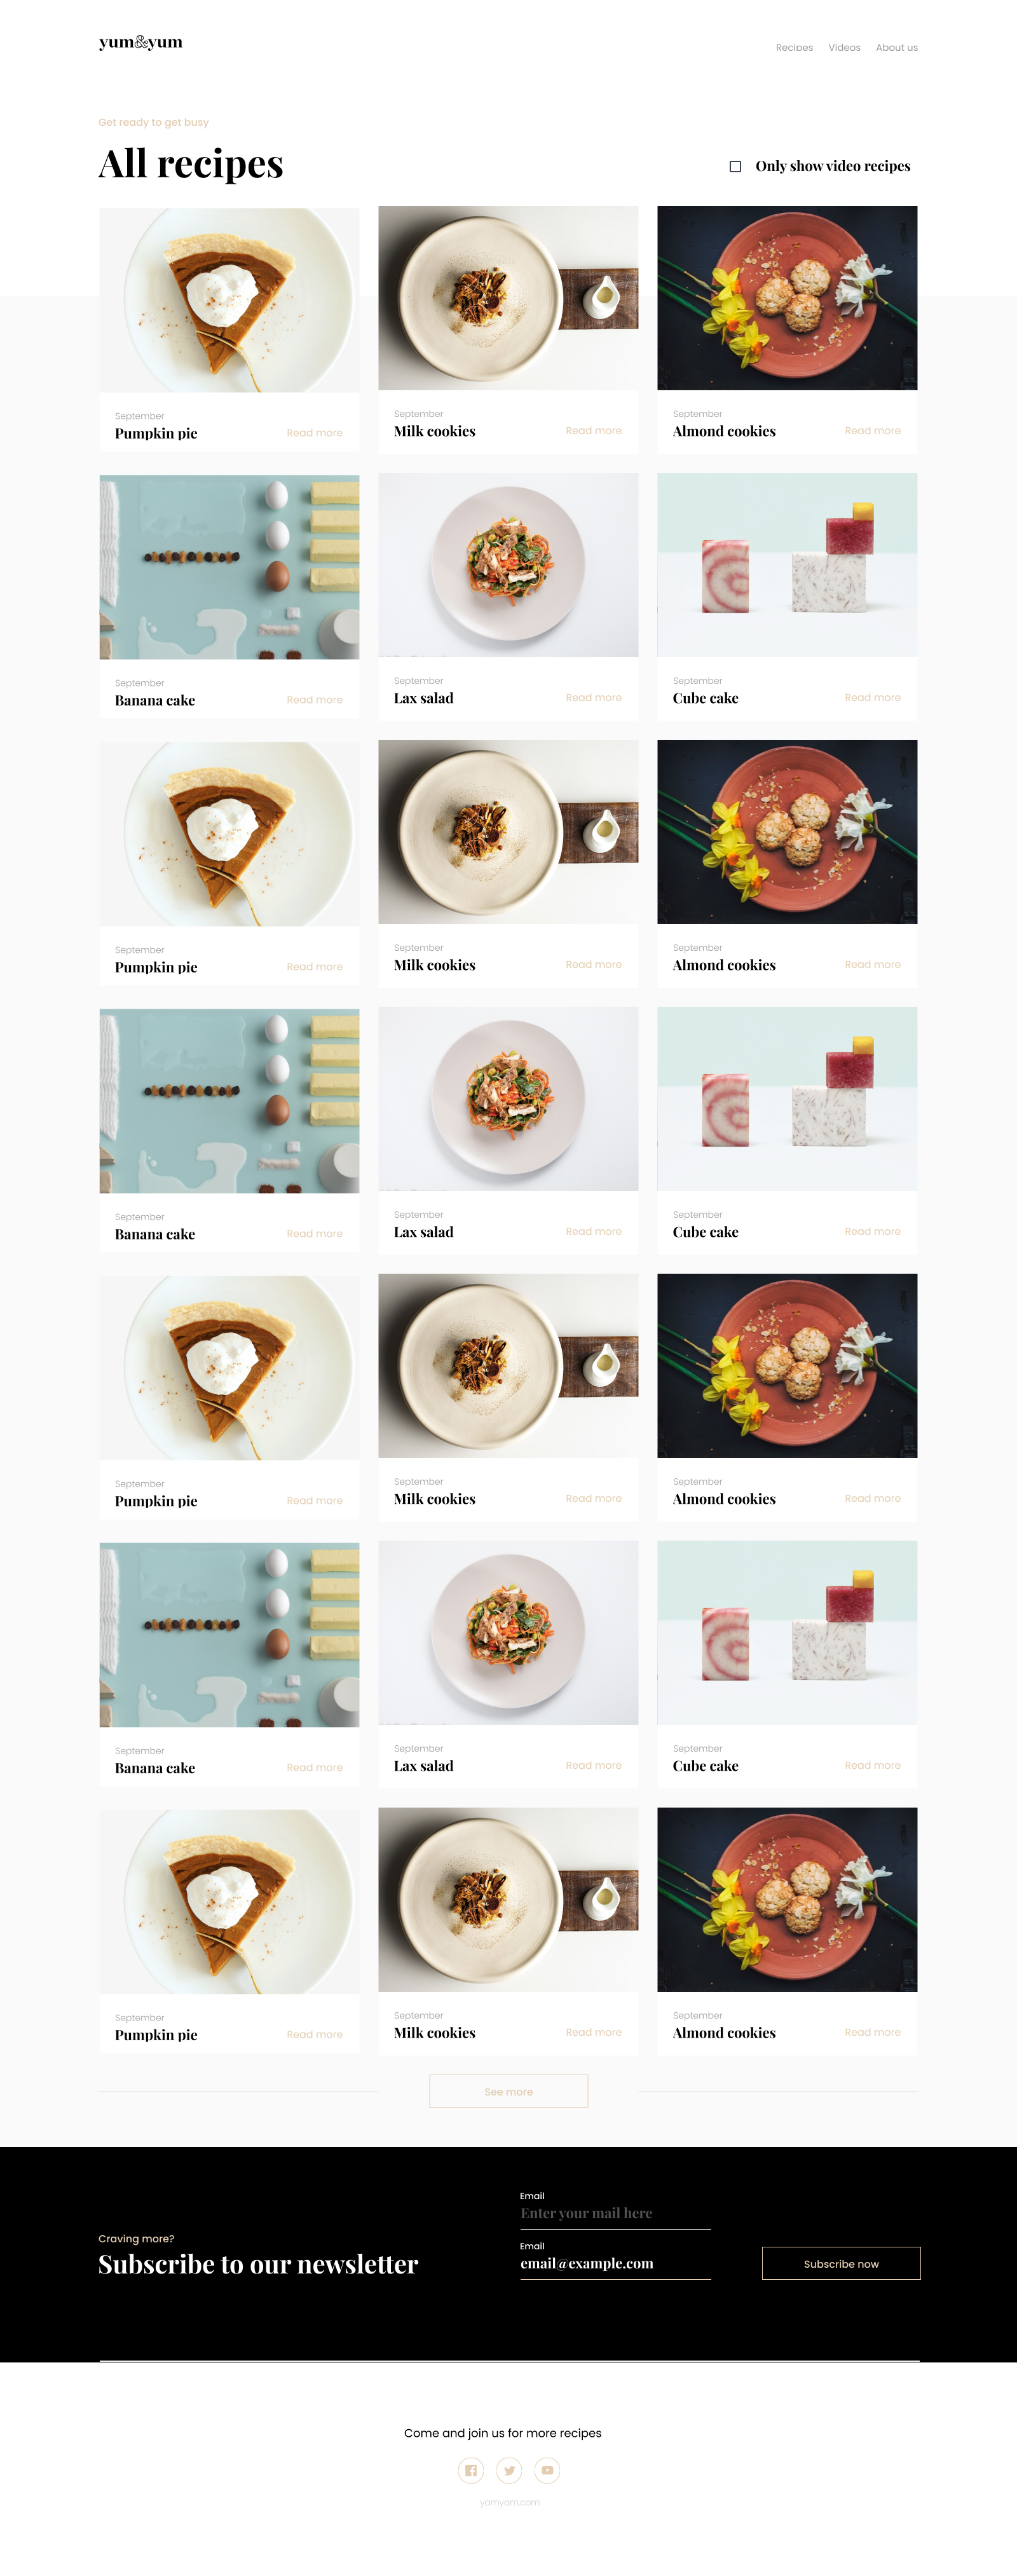 yum&yum
Recipes Videos About us
Get ready to get busy
All recipes
Only show video recipes
September
Pumpkin pie
Read more
September
Milk cookies
Read more
September
Almond cookies
Read more
September
Banana cake
Read more
September
Lax salad
Read more
September
Cube cake
Read more
September
Pumpkin pie
Read more
September
Milk cookies
Read more
September
Almond cookies
Read more
September
Banana cake
Read more
September
Lax salad
Read more
September
Cube cake
Read more
September
Pumpkin pie
Read more
September
Milk cookies
Read more
September
Almond cookies
Read more
September
Banana cake
Read more
September
Lax salad
Read more
September
Cube cake
Read more
September
Pumpkin pie
Read more
September
Milk cookies
Read more
September
Almond cookies
Read more
See more
Craving more?
Subscribe to our newsletter
Email
Enter your mail here
Email
email@example.com
Subscribe now
Come and join us for more recipes
yamyam.com